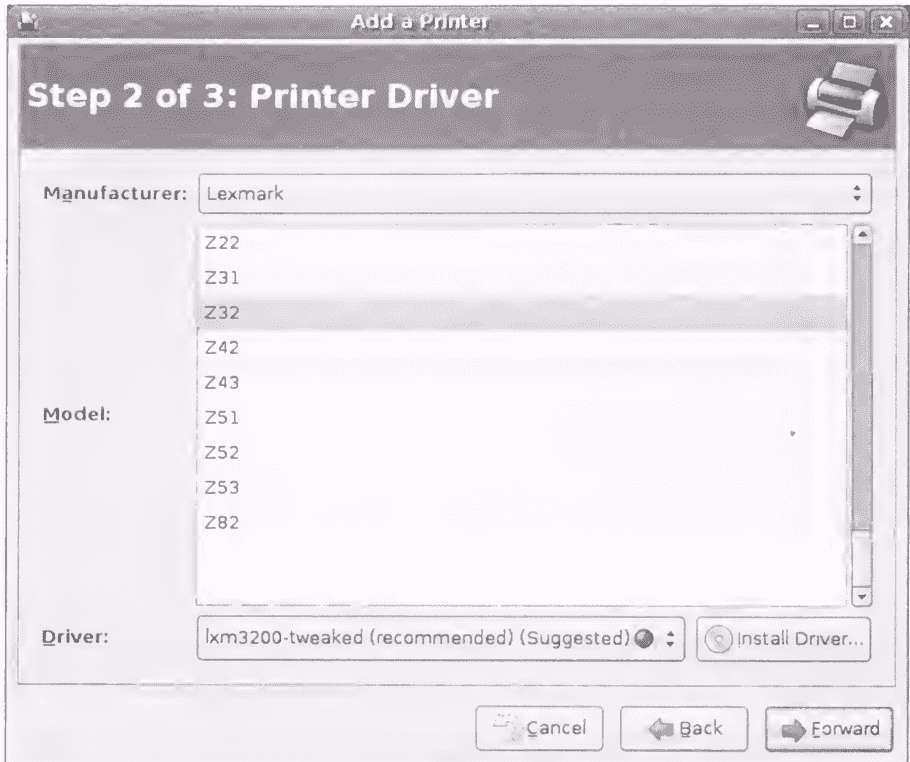 Add a Printer
Step 2 of 3: Printer Driver
Manufacturer: Lexmark
Z22
Z31
Z32
Z42
Z43
Model:
Z51
Z52
Z53
Z82
Driver: lxm3200-tweaked (recommended) (Suggested) Install Driver...
Cancel Back Forward